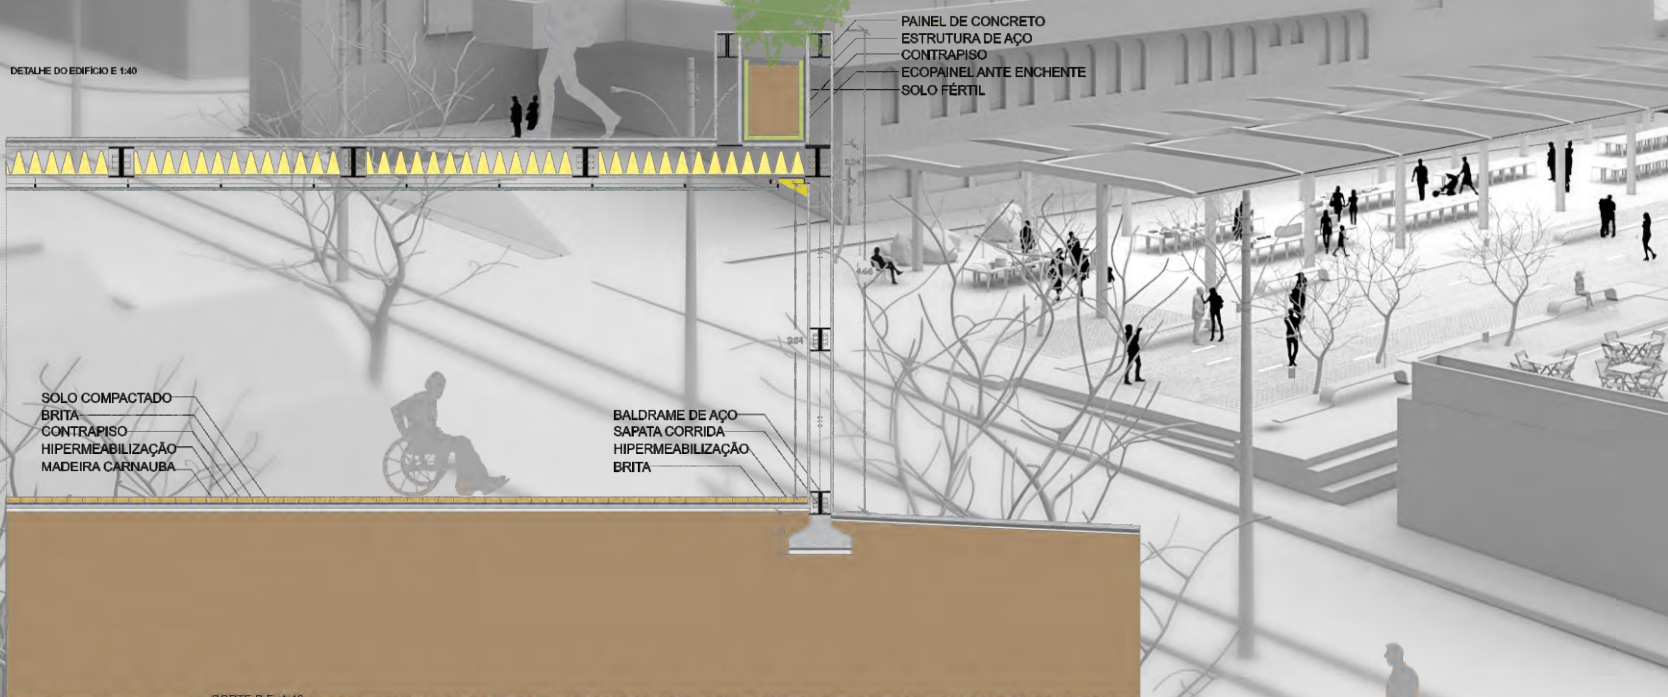 PAINEL DE CONCRETO
ESTRUTURA DE AÇO
CONTRAPISO
ECOPAINEL ANTE ENCHENTE
SOLO FÉRTIL
DETALHE DO EDIFÍCIO E 1:40
SOLO COMPACTADO
BRITA
CONTRAPISO
HIPERMEABILIZAÇÃO
MADEIRA CARNAUBA
BALDRAME DE AÇO
SAPATA CORRIDA
HIPERMEABILIZAÇÃO
BRITA